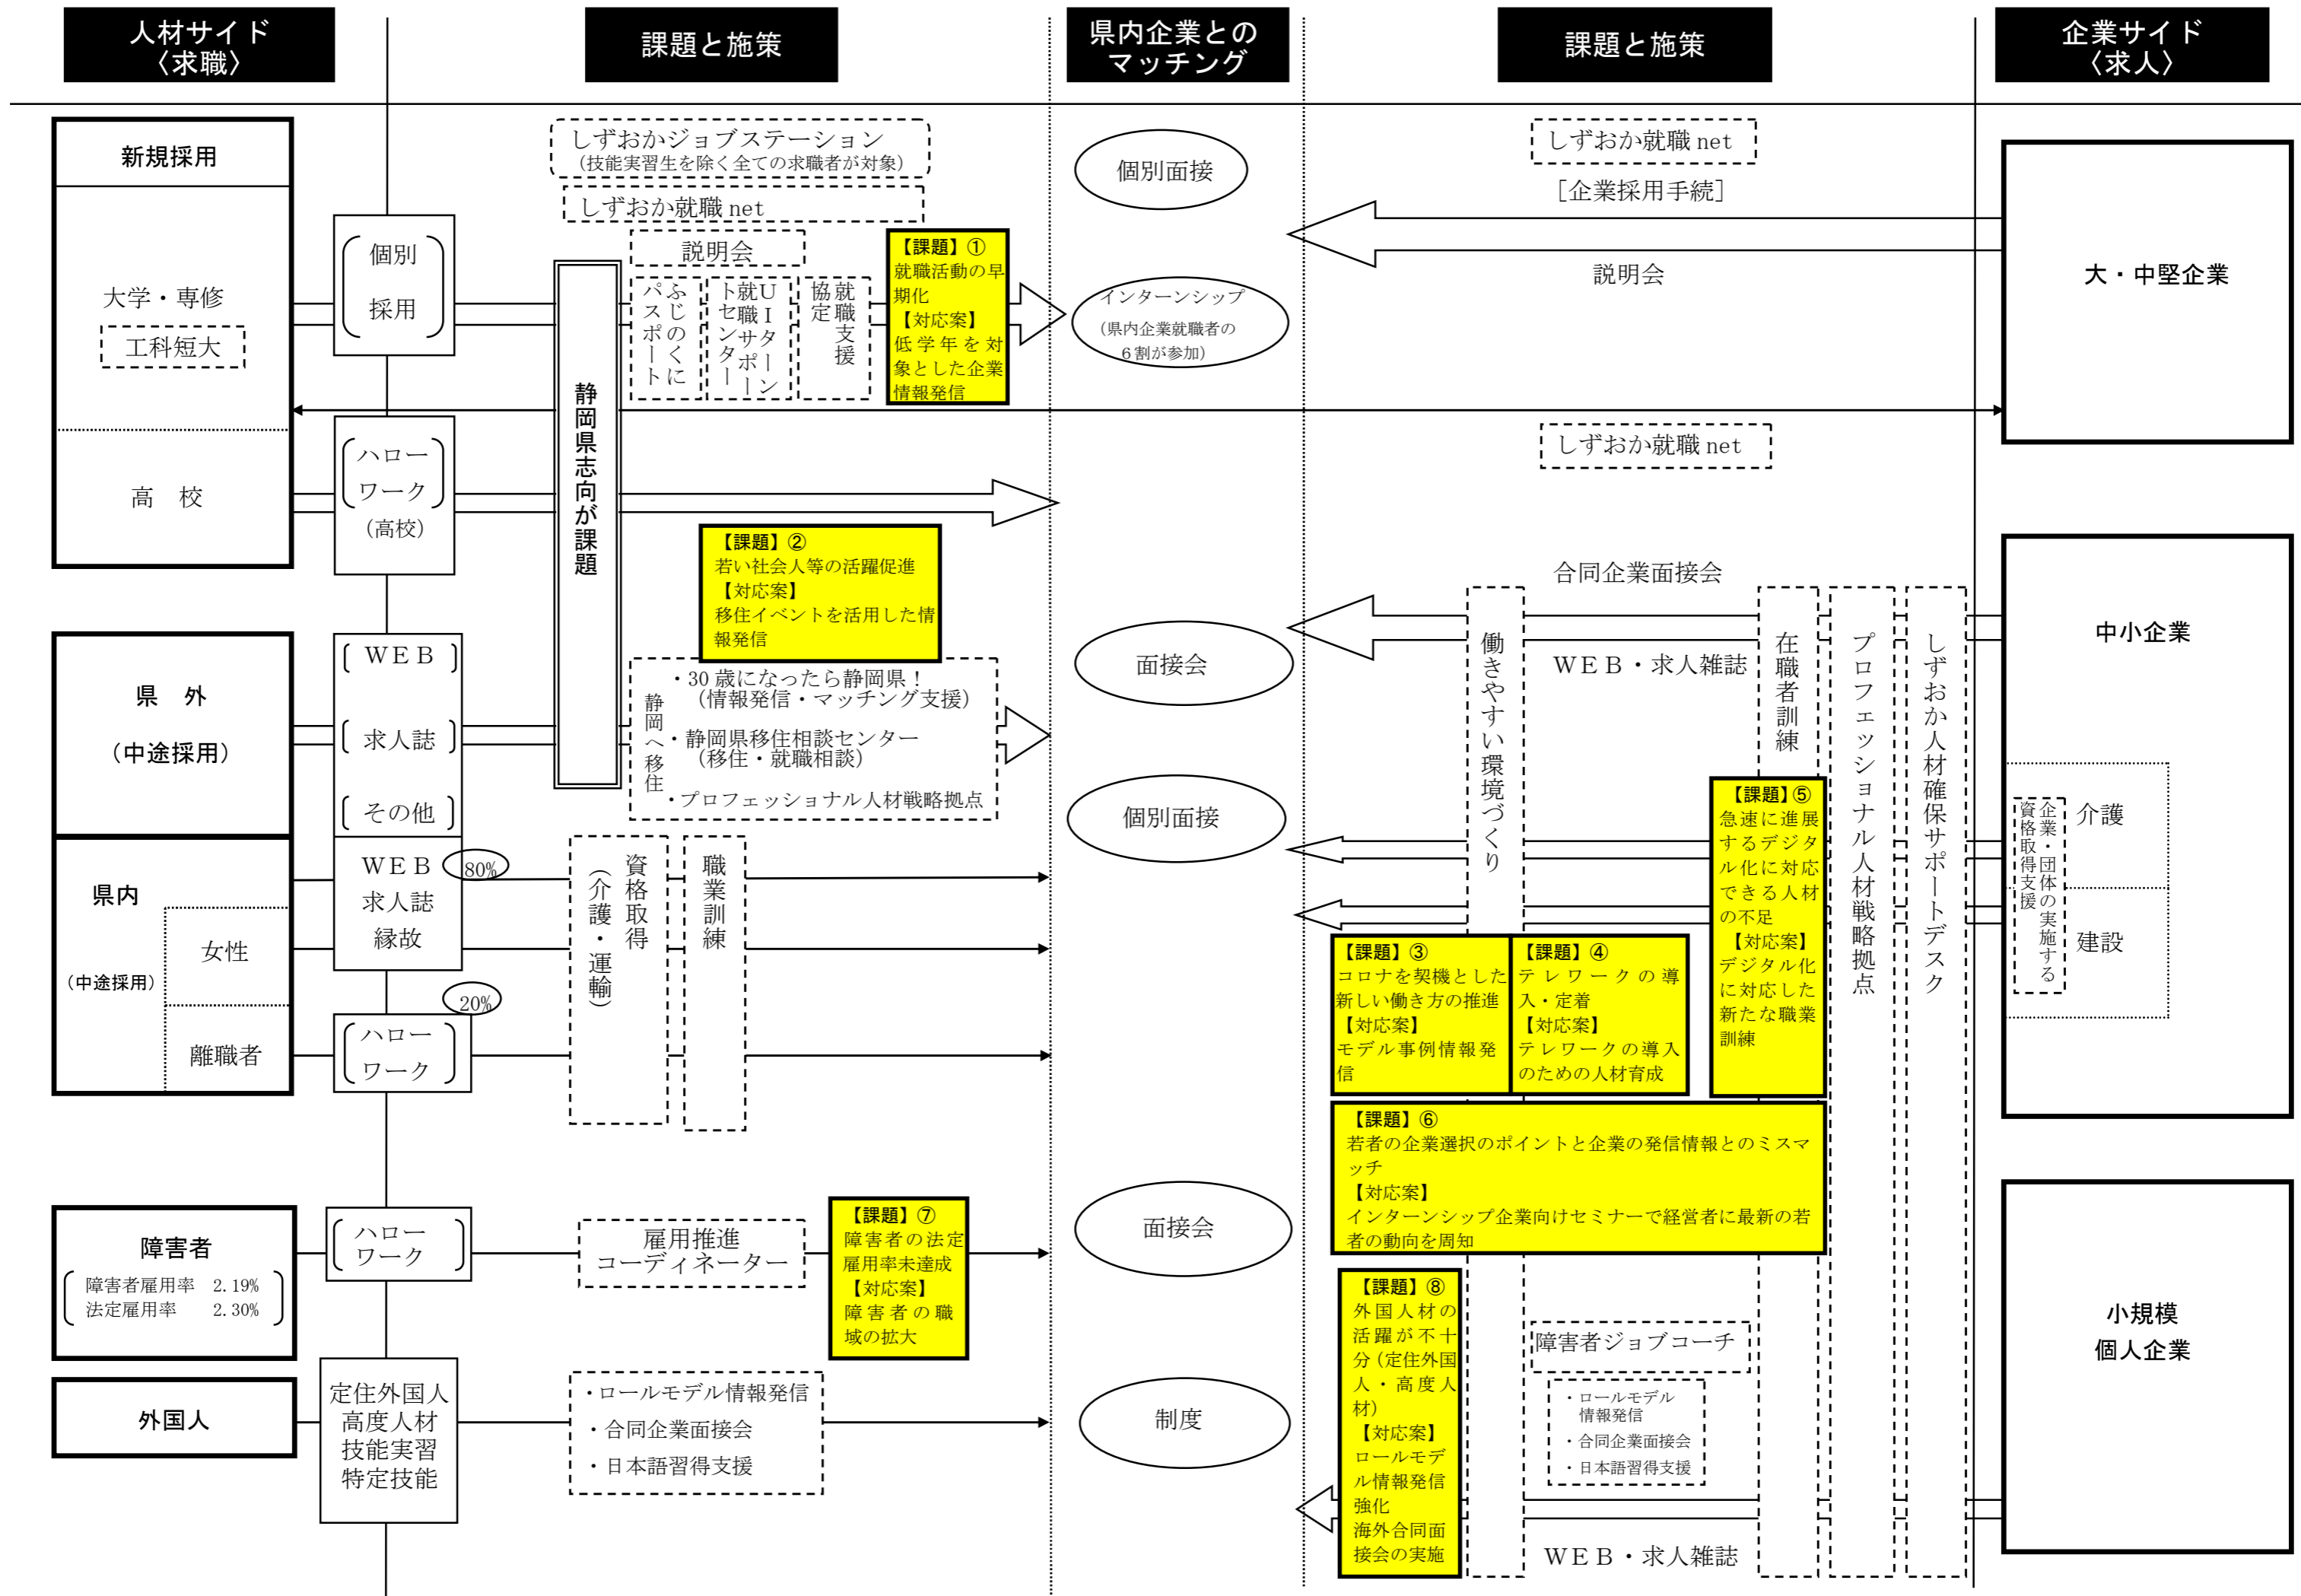 人材サイド
〈求職〉
課題と施策
県内企業との
マッチング
課題と施策
企業サイド
〈求人〉
新規採用
大学・専修
工科短大
高　校
個別
採用
ハロー
ワーク
（高校）
しずおかジョブステーション
（技能実習生を除く全ての求職者が対象）
しずおか就職 net
説明会
ふじのくに
パスポート
ＵＩターン
就職サポー
トセンター
就職支援
協定
【課題】①
就職活動の早
期化
【対応案】
低学年を対
象とした企業
情報発信
静岡県志向が課題
個別面接
インターンシップ
（県内企業就職者の
６割が参加）
しずおか就職 net
［企業採用手続］
説明会
大・中堅企業
しずおか就職 net
【課題】②
若い社会人等の活躍促進
【対応案】
移住イベントを活用した情
報発信
県　外
（中途採用）
ＷＥＢ
求人誌
その他
静岡へ移住
・30 歳になったら静岡県！
（情報発信・マッチング支援）
・静岡県移住相談センター
（移住・就職相談）
・プロフェッショナル人材戦略拠点
面接会
個別面接
合同企業面接会
ＷＥＢ・求人雑誌
働きやすい環境づくり
在職者訓練
プロフェッショナル人材戦略拠点
しずおか人材確保サポートデスク
中小企業
介護
建設
企業・団体の実施する
資格取得支援
県内
（中途採用）
女性
離職者
ＷＥＢ
求人誌
縁故
80%
20%
ハロー
ワーク
資格取得
（介護・運輸）
職業訓練
【課題】③
コロナを契機とした
新しい働き方の推進
【対応案】
モデル事例情報発
信
【課題】④
テレワークの導
入・定着
【対応案】
テレワークの導入
のための人材育成
【課題】⑤
急速に進展
するデジタ
ル化に対応
できる人材
の不足
【対応案】
デジタル化
に対応した
新たな職業
訓練
【課題】⑥
若者の企業選択のポイントと企業の発信情報とのミスマ
ッチ
【対応案】
インターンシップ企業向けセミナーで経営者に最新の若
者の動向を周知
障害者
障害者雇用率　2.19%
法定雇用率　2.30%
ハロー
ワーク
雇用推進
コーディネーター
【課題】⑦
障害者の法定
雇用率未達成
【対応案】
障害者の職
域の拡大
面接会
外国人
定住外国人
高度人材
技能実習
特定技能
・ロールモデル情報発信
・合同企業面接会
・日本語習得支援
制度
【課題】⑧
外国人材の
活躍が不十
分（定住外国
人・高度人
材）
【対応案】
ロールモデ
ル情報発信
強化
海外合同面
接会の実施
障害者ジョブコーチ
・ロールモデル
情報発信
・合同企業面接会
・日本語習得支援
ＷＥＢ・求人雑誌
小規模
個人企業